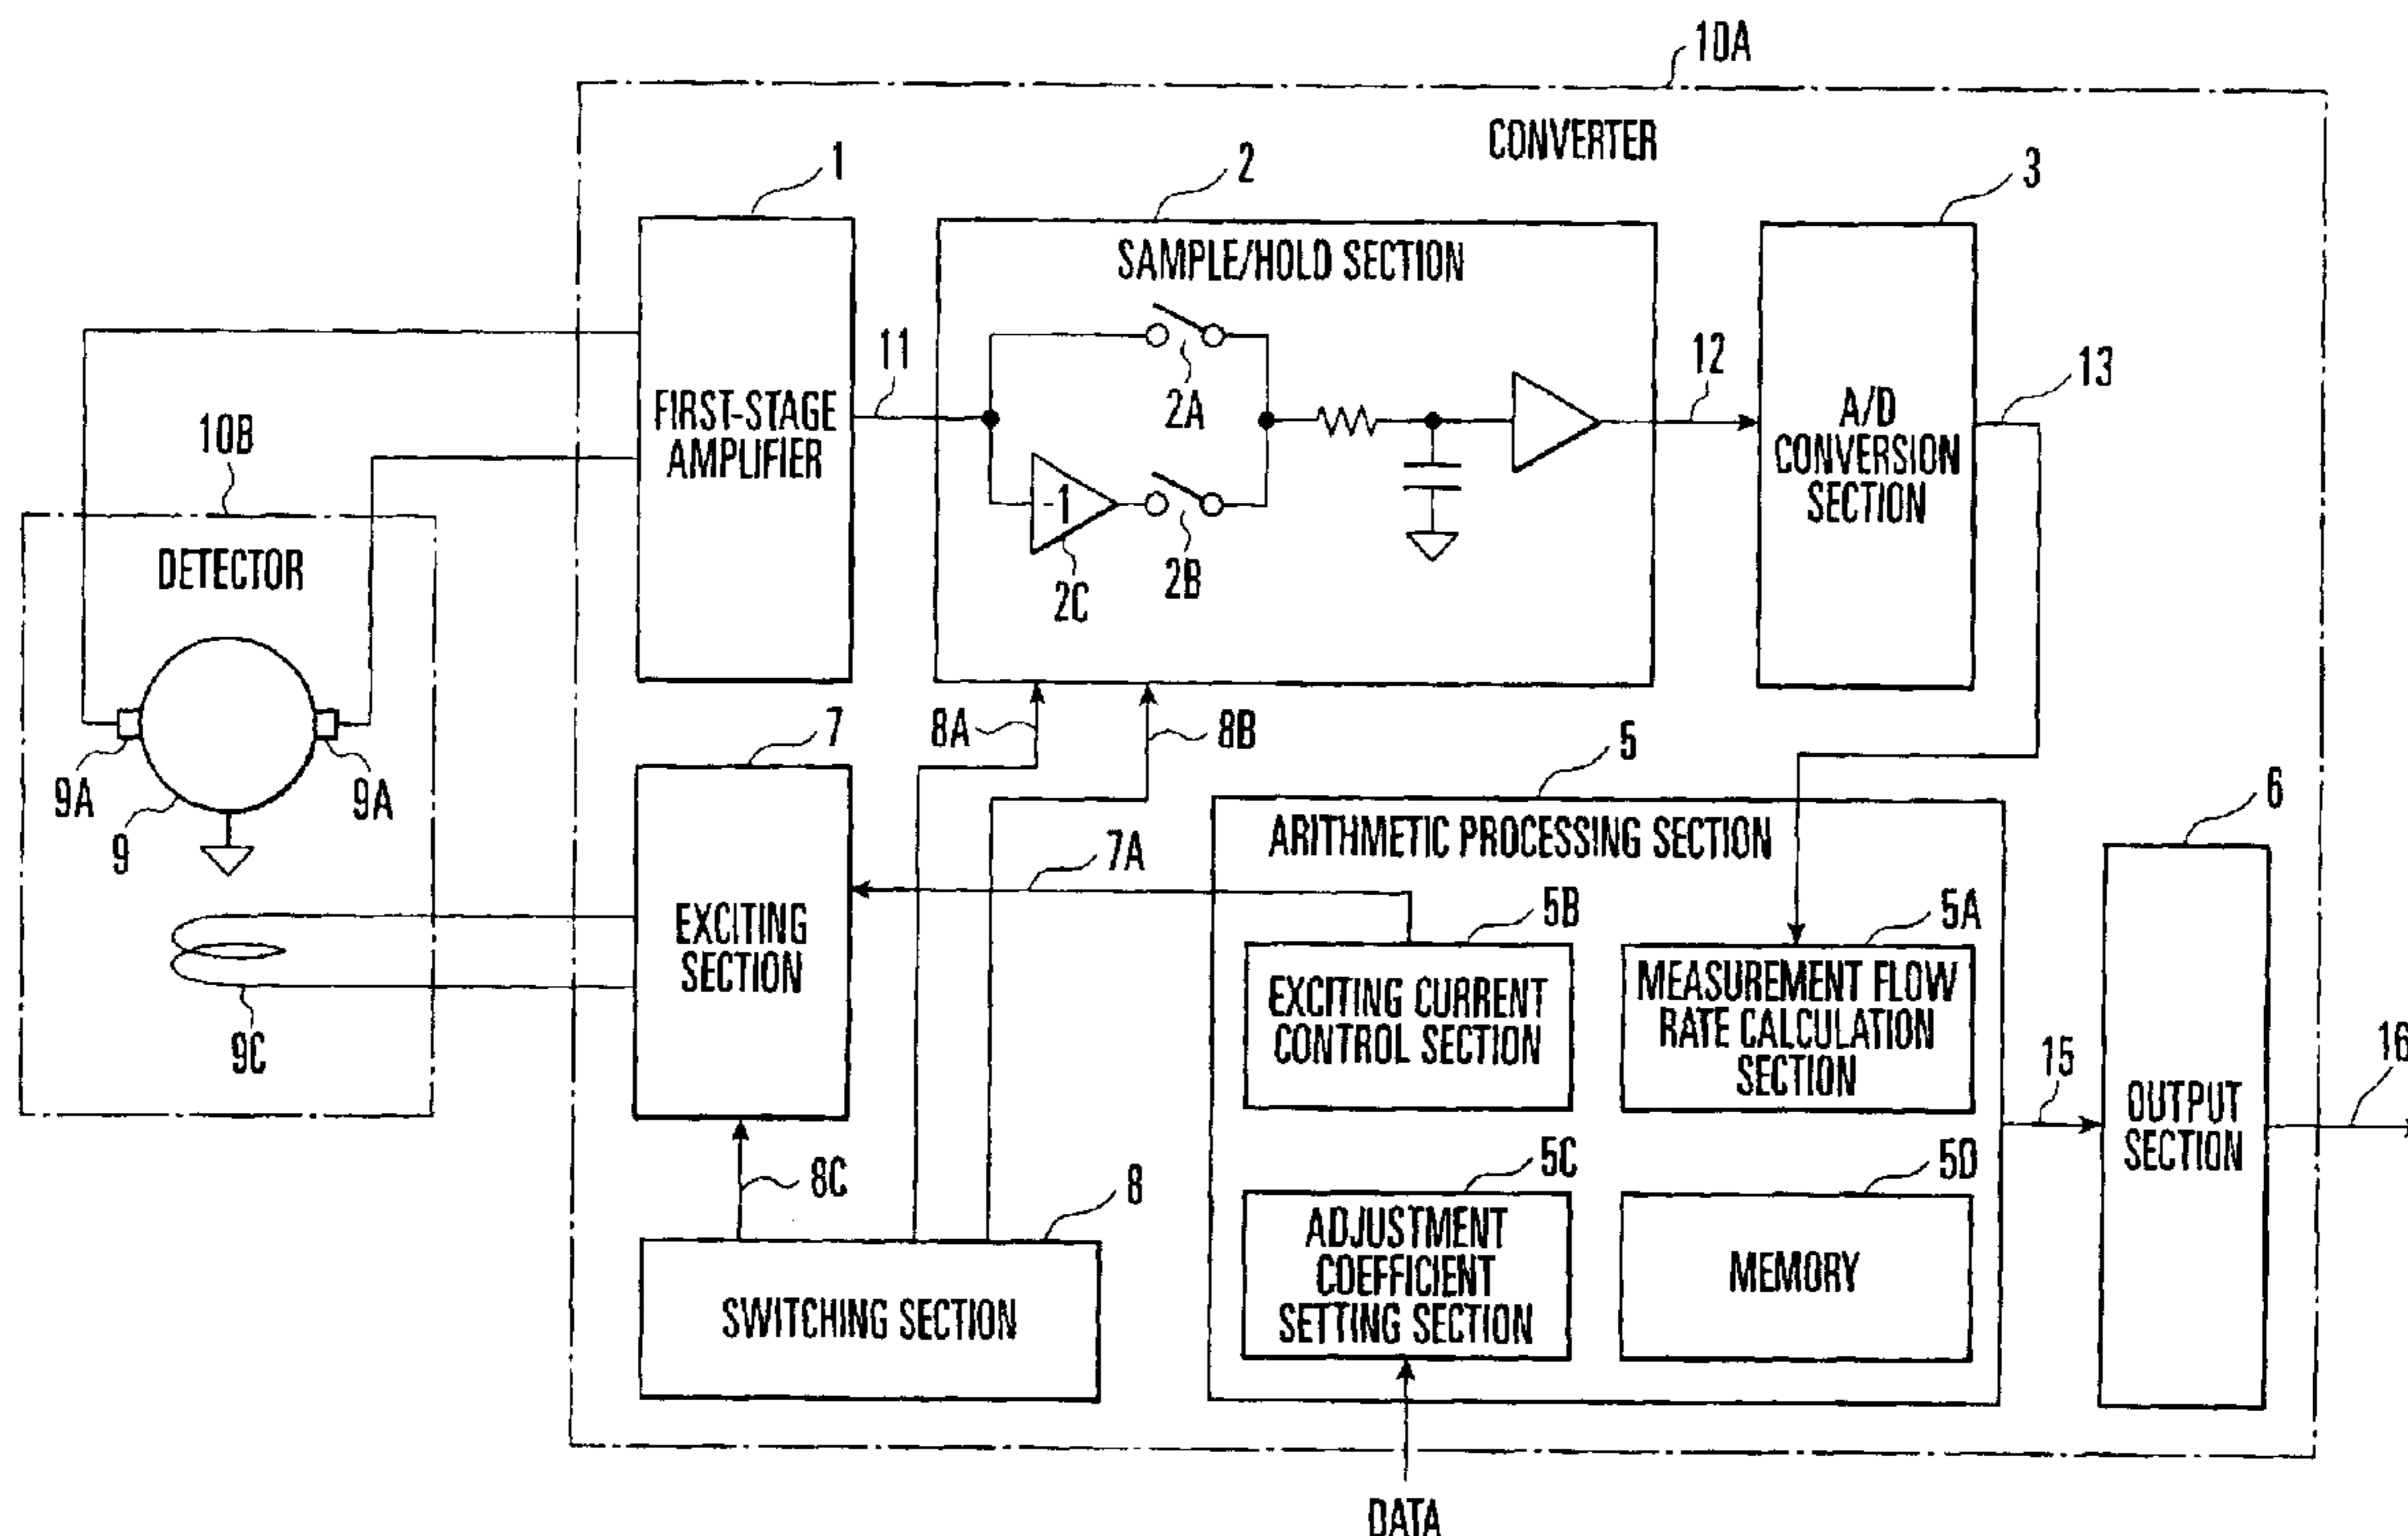 10A
CONVERTER
1
2
3
SAMPLE/HOLD SECTION
11
12
13
2A
FIRST-STAGE
AMPLIFIER
A/D
CONVERSION
SECTION
10B
-1
2C
2B
DETECTOR
9A
9
9A
9C
7
8A
8B
5
6
ARITHMETIC PROCESSING SECTION
7A
5B
5A
EXCITING
SECTION
EXCITING CURRENT
CONTROL SECTION
MEASUREMENT FLOW
RATE CALCULATION
SECTION
15
16
OUTPUT
SECTION
8C
8
5C
5D
SWITCHING SECTION
ADJUSTMENT
COEFFICIENT
SETTING SECTION
MEMORY
DATA